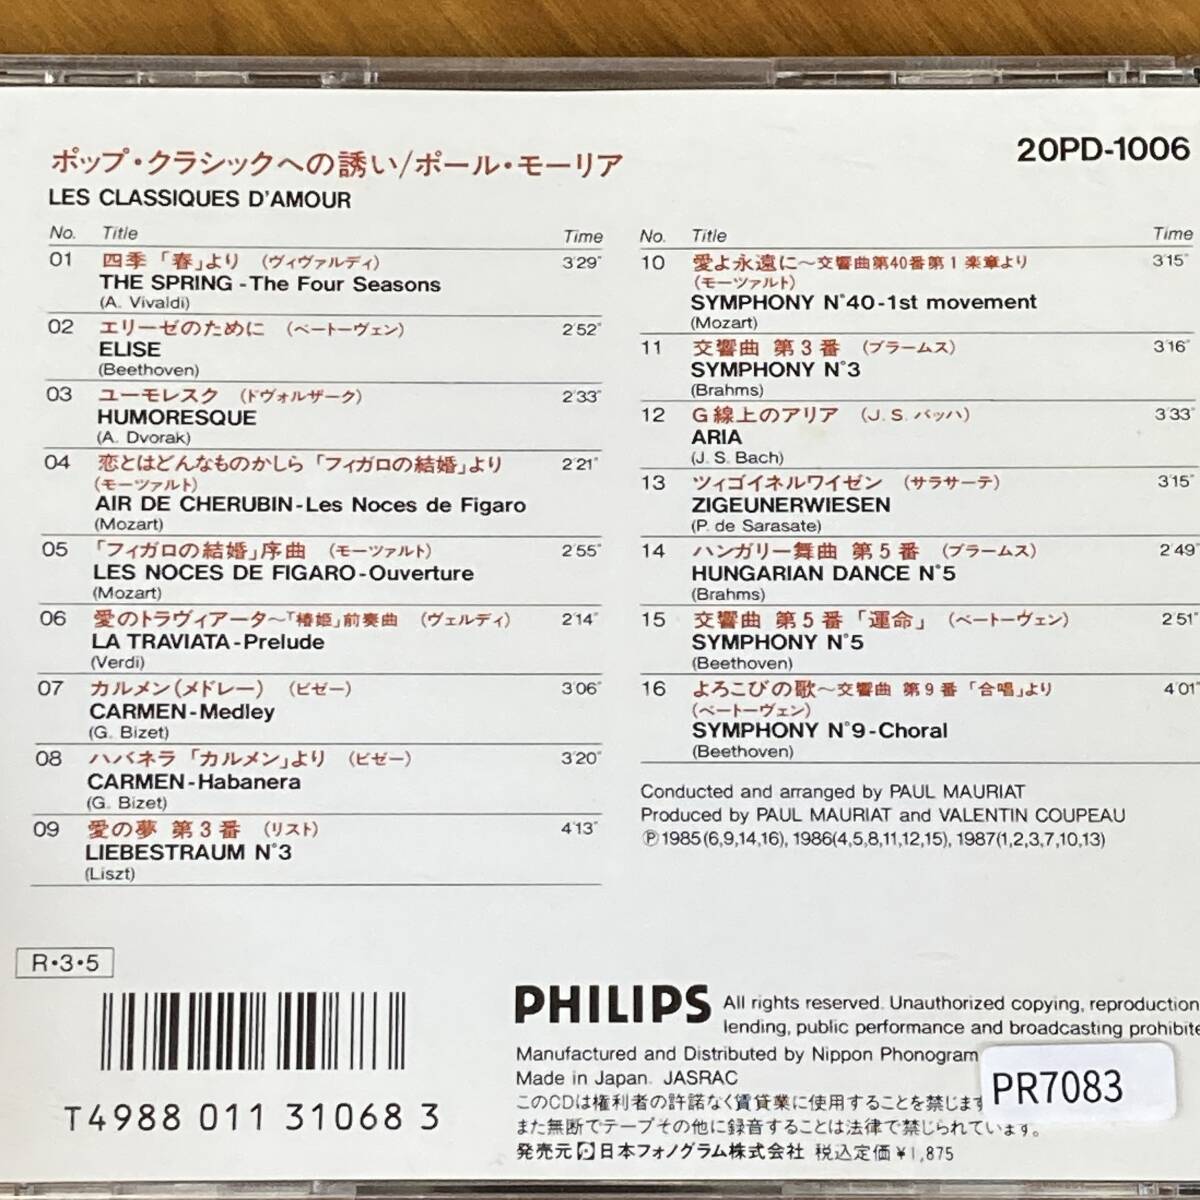 ポップ・クラシックへの誘い/ポール・モーリア
LES CLASSIQUES D'AMOUR
20PD-1006
No. Title Time
01 四季「春」より (ヴィヴァルディ) 3'29"
THE SPRING - The Four Seasons
(A. Vivaldi)
02 エリーゼのために (ベートーヴェン) 2'52"
ELISE
(Beethoven)
03 ユーモレスク (ドヴォルザーク) 2'33"
HUMORESQUE
(A. Dvorak)
04 恋とはどんなものかしら「フィガロの結婚」より 2'21"
(モーツァルト)
AIR DE CHERUBIN - Les Noces de Figaro
(Mozart)
05 「フィガロの結婚」序曲 (モーツァルト) 2'55"
LES NOCES DE FIGARO - Ouverture
(Mozart)
06 愛のトラヴィアータ〜「椿姫」前奏曲 (ヴェルディ) 2'14"
LA TRAVIATA - Prelude
(Verdi)
07 カルメン(メドレー) (ビゼー) 3'06"
CARMEN - Medley
(G. Bizet)
08 ハバネラ「カルメン」より (ビゼー) 3'20"
CARMEN - Habanera
(G. Bizet)
09 愛の夢 第3番 (リスト) 4'13"
LIEBESTRAUM N°3
(Liszt)
No. Title Time
10 愛よ永遠に〜交響曲第40番第1楽章より 3'15"
(モーツァルト)
SYMPHONY N°40 - 1st movement
(Mozart)
11 交響曲 第3番 (ブラームス) 3'16"
SYMPHONY N°3
(Brahms)
12 G線上のアリア (J.S.バッハ) 3'33"
ARIA
(J. S. Bach)
13 ツィゴイネルワイゼン (サラサーテ) 3'15"
ZIGEUNERWIESEN
(P. de Sarasate)
14 ハンガリー舞曲 第5番 (ブラームス) 2'49"
HUNGARIAN DANCE N°5
(Brahms)
15 交響曲 第5番「運命」 (ベートーヴェン) 2'51"
SYMPHONY N°5
(Beethoven)
16 よろこびの歌〜交響曲 第9番「合唱」より 4'01"
(ベートーヴェン)
SYMPHONY N°9 - Choral
(Beethoven)
Conducted and arranged by PAUL MAURIAT
Produced by PAUL MAURIAT and VALENTIN COUPEAU
℗1985(6,9,14,16), 1986(4,5,8,11,12,15), 1987(1,2,3,7,10,13)
R・3・5
T4988 011 31068 3
PHILIPS All rights reserved. Unauthorized copying, reproduction
lending, public performance and broadcasting prohibite
Manufactured and Distributed by Nippon Phonogram
Made in Japan. JASRAC
このCDは権利者の許諾なく賃貸業に使用することを禁じます
また無断でテープその他に録音することは法律で禁じられています。
発売元 日本フォノグラム株式会社 税込定価¥1,875
PR7083